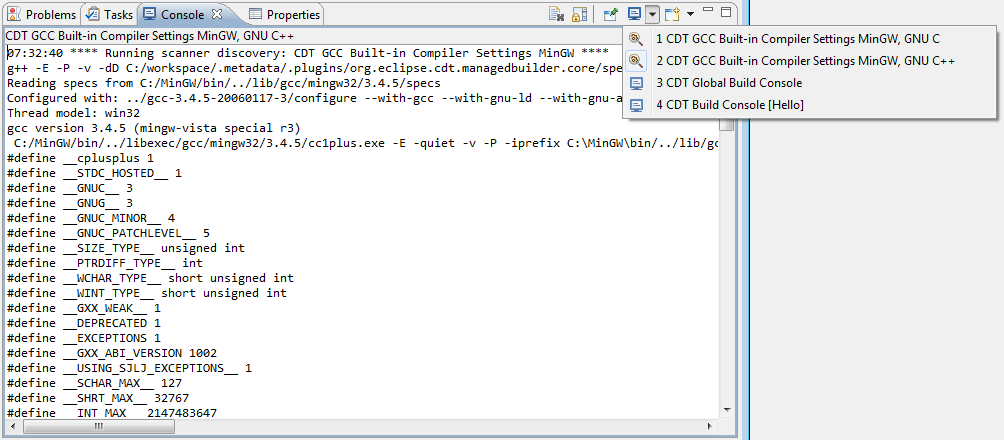 Problems Tasks Console Properties
CDT GCC Built-in Compiler Settings MinGW, GNU C++
07:32:40 **** Running scanner discovery: CDT GCC Built-in Compiler Settings MinGW ****
g++ -E -P -v -dD C:/workspace/.metadata/.plugins/org.eclipse.cdt.managedbuilder.core/spe
Reading specs from C:/MinGW/bin/../lib/gcc/mingw32/3.4.5/specs
Configured with: ../gcc-3.4.5-20060117-3/configure --with-gcc --with-gnu-ld --with-gnu-a
Thread model: win32
gcc version 3.4.5 (mingw-vista special r3)
C:/MinGW/bin/../libexec/gcc/mingw32/3.4.5/cc1plus.exe -E -quiet -v -P -iprefix C:\MinGW\bin/../lib/gc
#define __cplusplus 1
#define __STDC_HOSTED__ 1
#define __GNUC__ 3
#define __GNUG__ 3
#define __GNUC_MINOR__ 4
#define __GNUC_PATCHLEVEL__ 5
#define __SIZE_TYPE__ unsigned int
#define __PTRDIFF_TYPE__ int
#define __WCHAR_TYPE__ short unsigned int
#define __WINT_TYPE__ short unsigned int
#define __GXX_WEAK__ 1
#define __DEPRECATED 1
#define __EXCEPTIONS 1
#define __GXX_ABI_VERSION 1002
#define __USING_SJLJ_EXCEPTIONS__ 1
#define __SCHAR_MAX__ 127
#define __SHRT_MAX__ 32767
#define __INT_MAX__ 2147483647
1 CDT GCC Built-in Compiler Settings MinGW, GNU C
2 CDT GCC Built-in Compiler Settings MinGW, GNU C++
3 CDT Global Build Console
4 CDT Build Console [Hello]